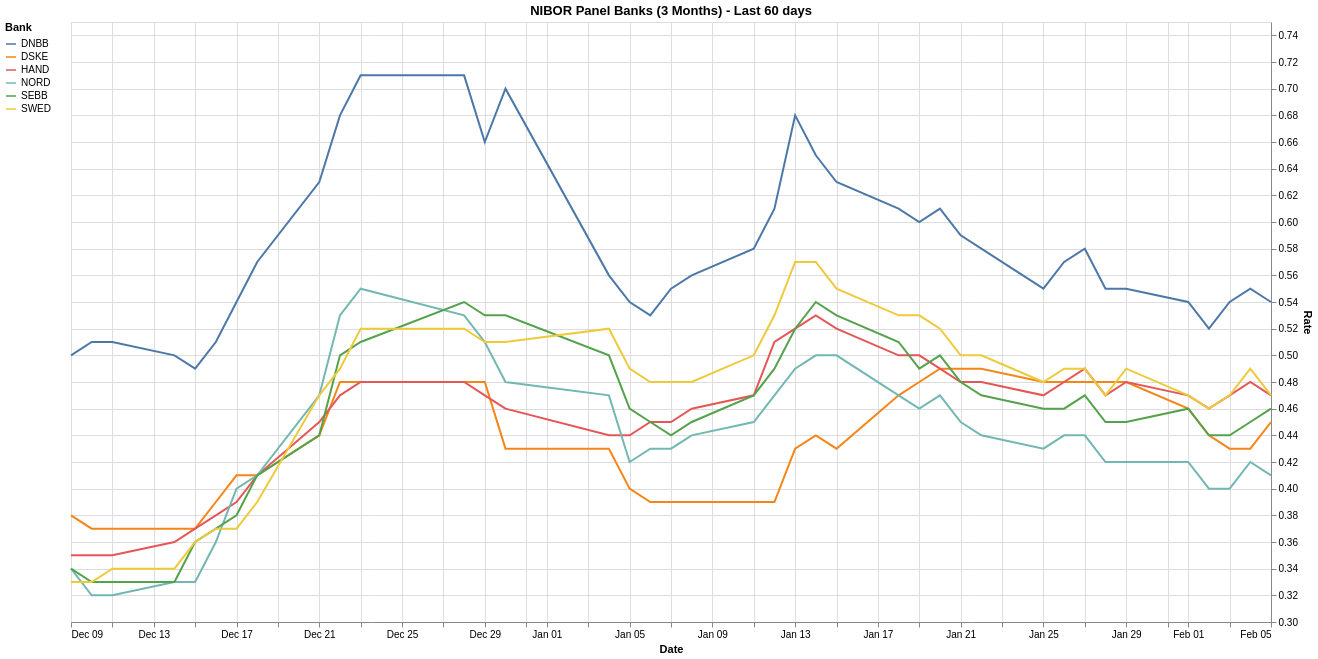 NIBOR Panel Banks (3 Months) - Last 60 days
Bank
DNBB
DSKE
HAND
NORD
SEBB
SWED
0.74
0.72
0.70
0.68
0.66
0.64
0.62
0.60
0.58
0.56
0.54
0.52
0.50
0.48
0.46
0.44
0.42
0.40
0.38
0.36
0.34
0.32
0.30
Rate
Dec 09 Dec 13 Dec 17 Dec 21 Dec 25 Dec 29 Jan 01 Jan 05 Jan 09 Jan 13 Jan 17 Jan 21 Jan 25 Jan 29 Feb 01 Feb 05
Date